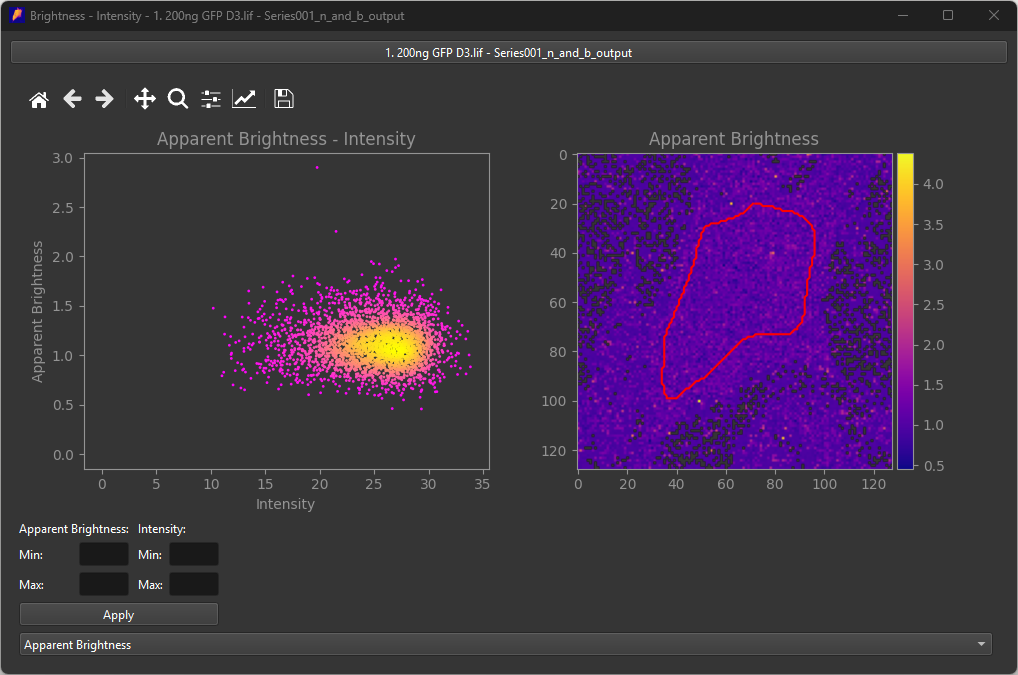 Brightness - Intensity - 1. 200ng GFP D3.lif - Series001_n_and_b_output
1. 200ng GFP D3.lif - Series001_n_and_b_output
Apparent Brightness - Intensity
3.0
2.5
2.0
1.5
1.0
0.5
0.0
Apparent Brightness
0 5 10 15 20 25 30 35
Intensity
Apparent Brightness
0
20
40
60
80
100
120
0 20 40 60 80 100 120
4.0
3.5
3.0
2.5
2.0
1.5
1.0
0.5
Apparent Brightness: Intensity:
Min: Min:
Max: Max:
Apply
Apparent Brightness